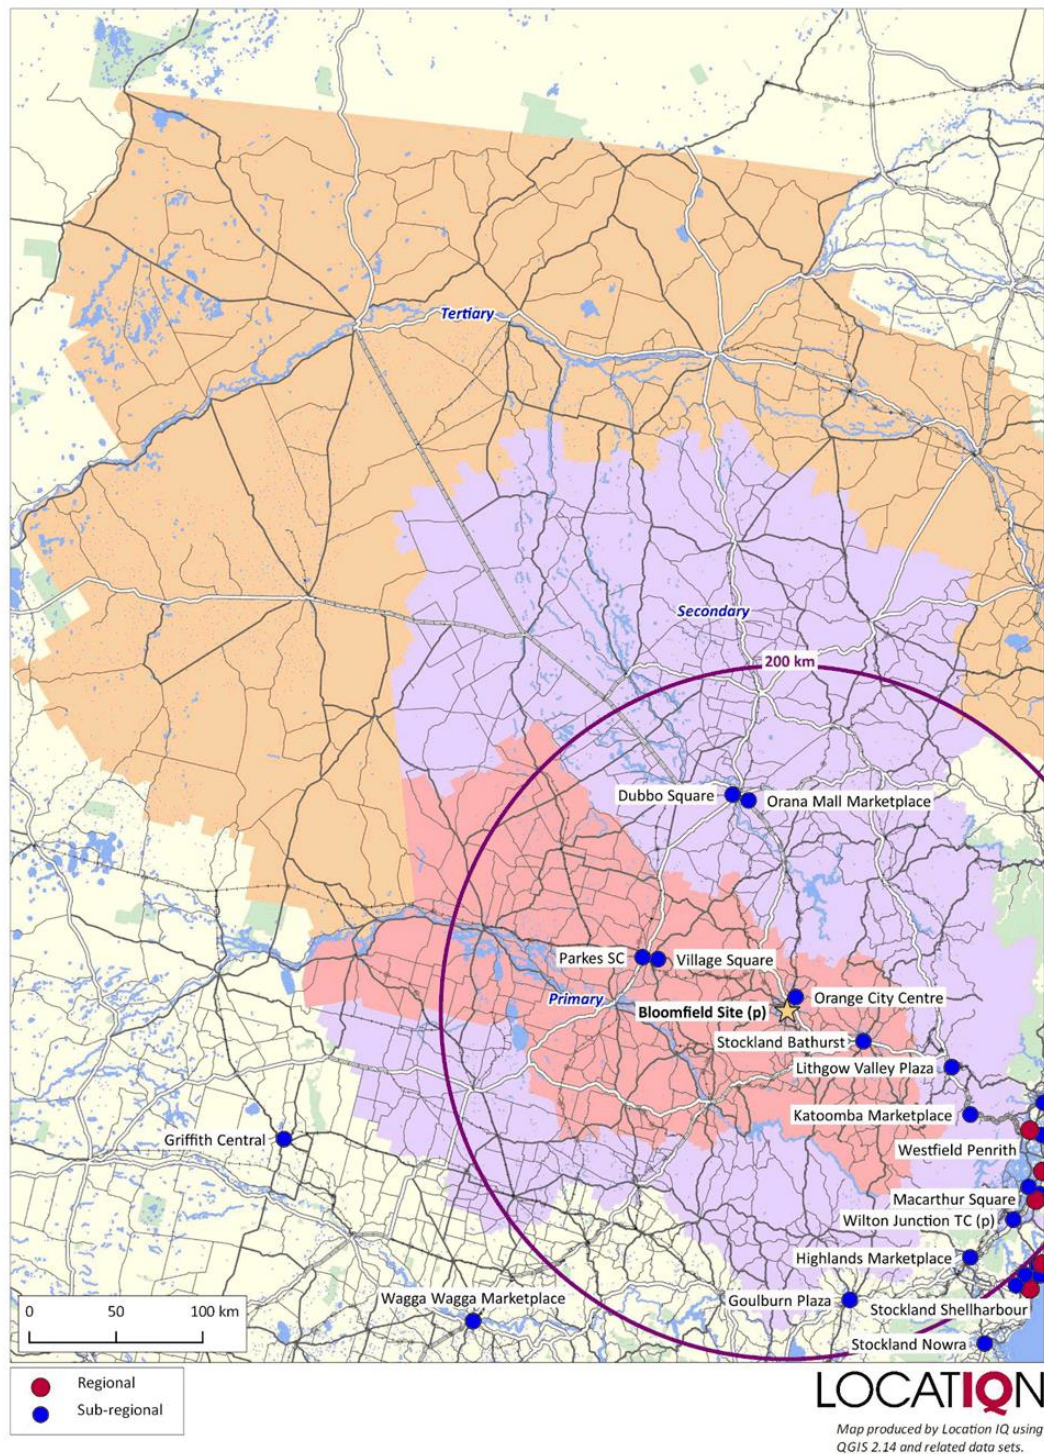 Tertiary
Secondary
200 km
Dubbo Square
Orana Mall Marketplace
Parkes SC
Village Square
Primary
Orange City Centre
Bloomfield Site (p)
Stockland Bathurst
Lithgow Valley Plaza
Katoomba Marketplace
Griffith Central
Westfield Penrith
Macarthur Square
Wilton Junction TC (p)
Highlands Marketplace
Wagga Wagga Marketplace
Goulburn Plaza
Stockland Shellharbour
Stockland Nowra
0 50 100 km
Regional
Sub-regional
LOCATIQN
Map produced by Location IQ using
QGIS 2.14 and related data sets.